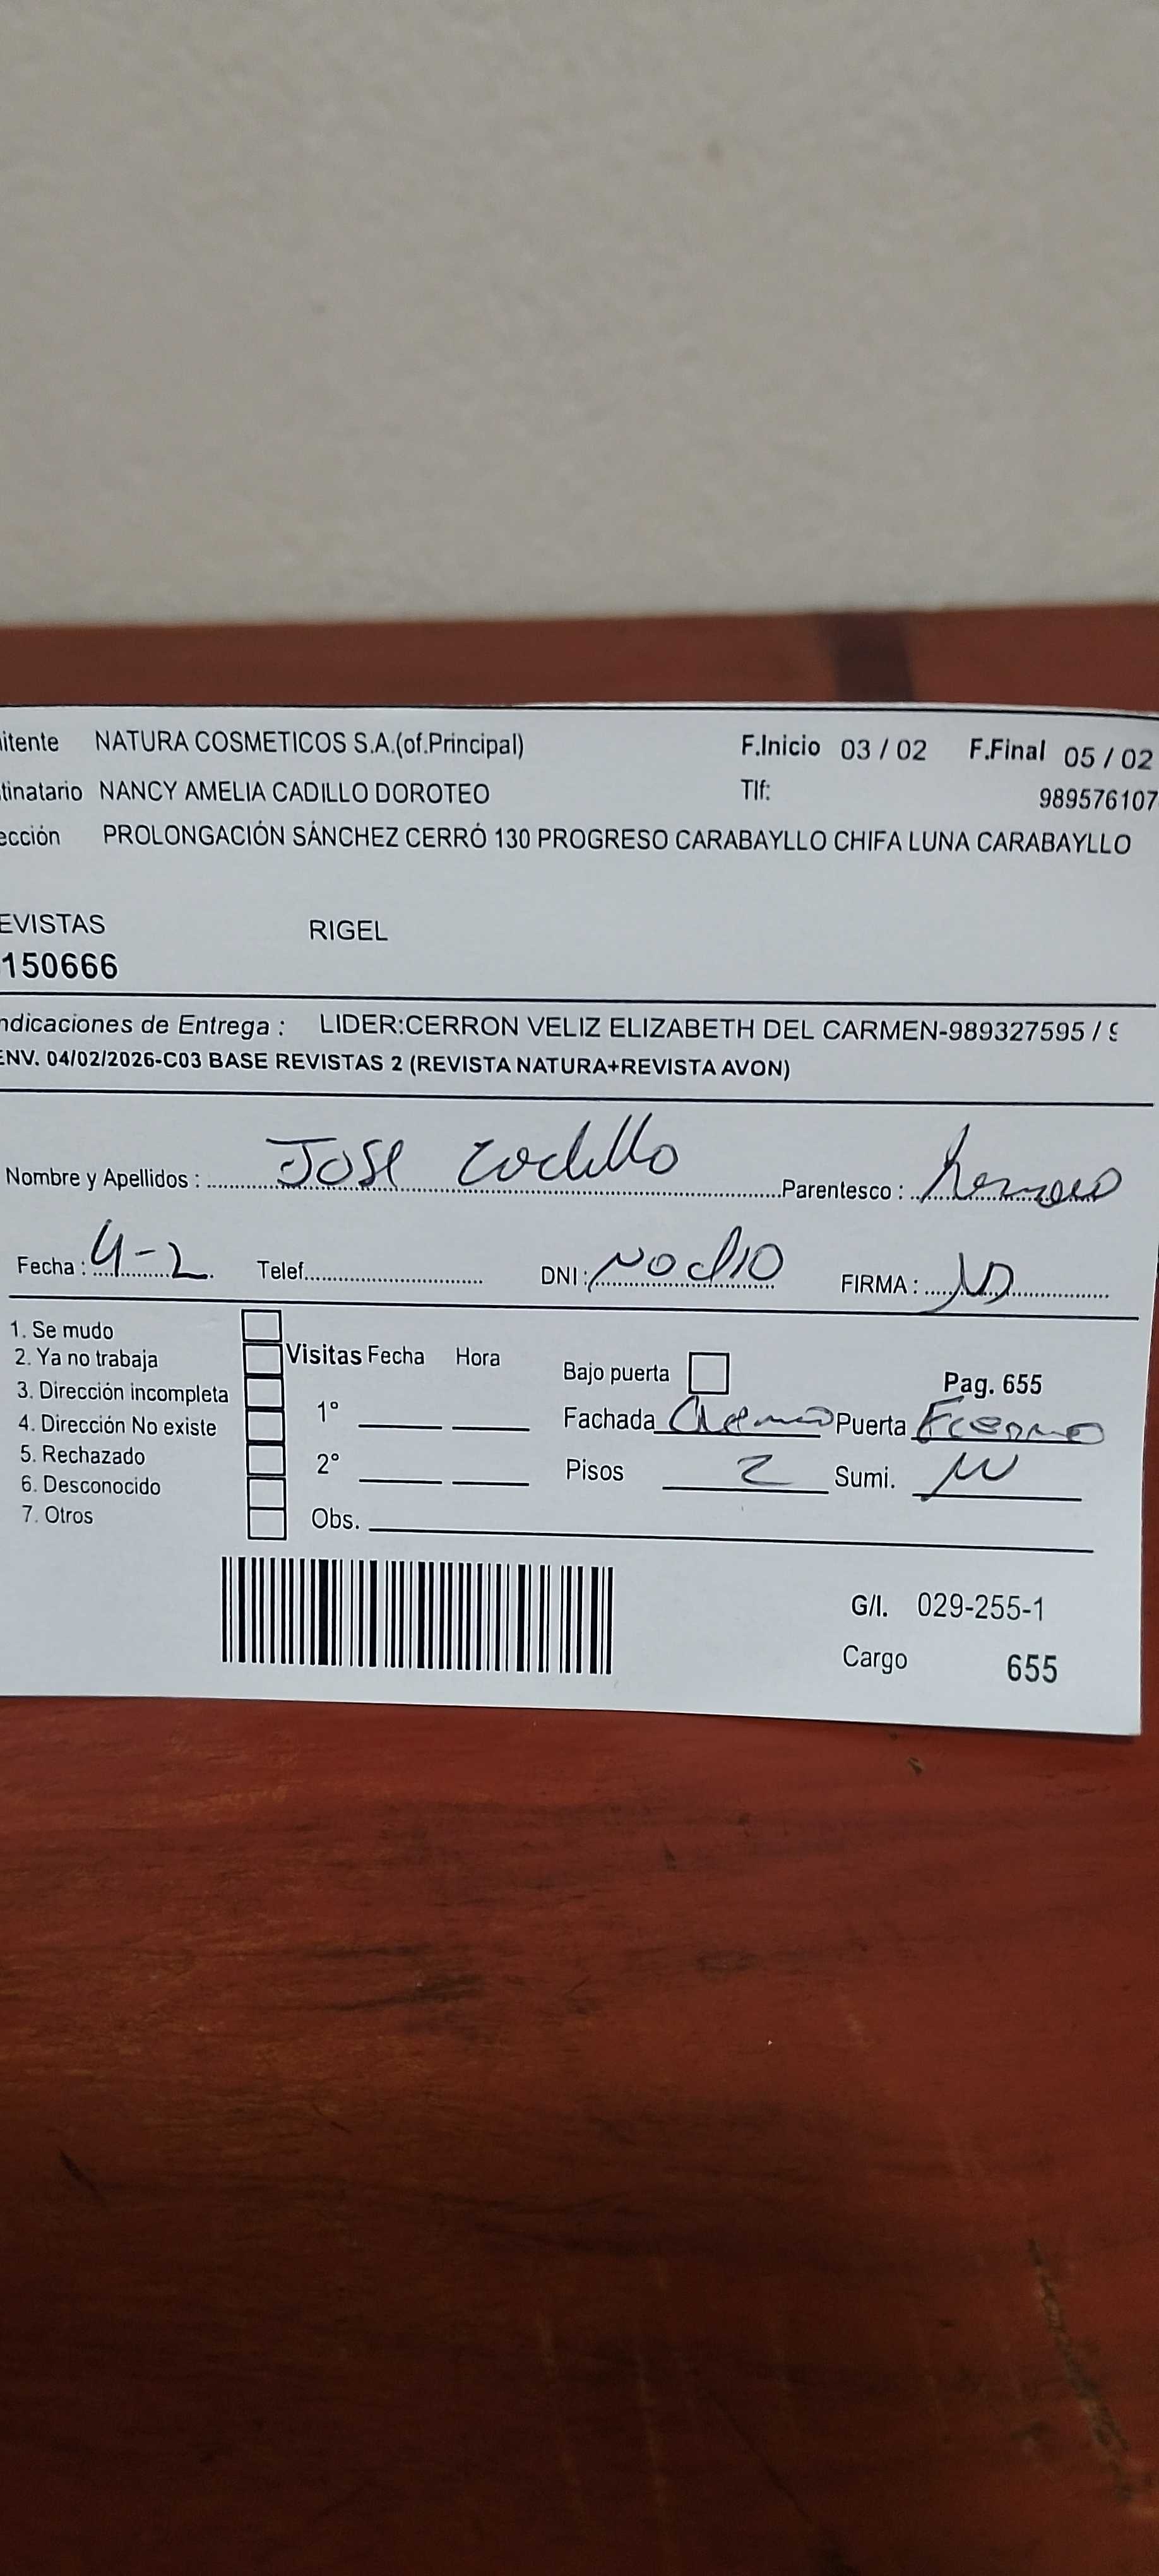 itente NATURA COSMETICOS S.A.(of.Principal) F.Inicio 03 / 02 F.Final 05 / 02
tinatario NANCY AMELIA CADILLO DOROTEO Tlf: 989576107
ección PROLONGACIÓN SÁNCHEZ CERRÓ 130 PROGRESO CARABAYLLO CHIFA LUNA CARABAYLLO
EVISTAS RIGEL
150666
ndicaciones de Entrega : LIDER:CERRON VELIZ ELIZABETH DEL CARMEN-989327595 / 9
ENV. 04/02/2026-C03 BASE REVISTAS 2 (REVISTA NATURA+REVISTA AVON)
Nombre y Apellidos : Jose Cadillo Parentesco : hermano
Fecha : 4-2 Telef. DNI : No dio FIRMA :
1. Se mudo
2. Ya no trabaja Visitas Fecha Hora Bajo puerta Pag. 655
3. Dirección incompleta 1° Fachada Crema Puerta Fierro
4. Dirección No existe
5. Rechazado 2° Pisos 2 Sumi.
6. Desconocido
7. Otros Obs.
G/I. 029-255-1
Cargo 655